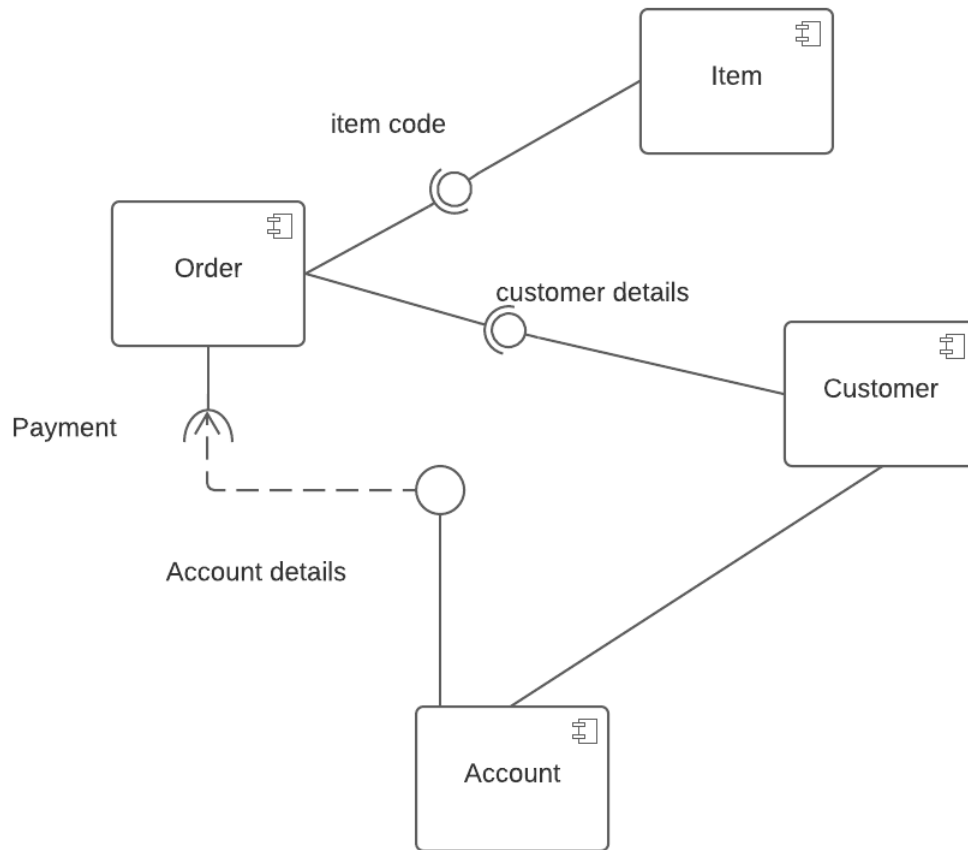 Item
item code
Order
customer details
Customer
Payment
Account details
Account